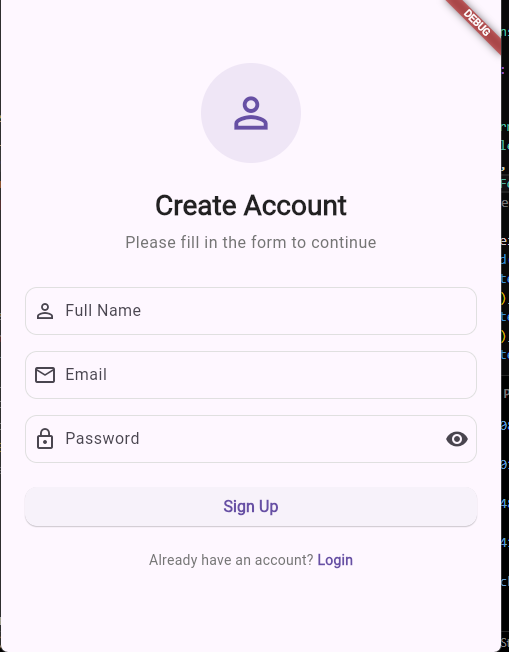 DEBUG
Create Account
Please fill in the form to continue
Full Name
Email
Password
Sign Up
Already have an account? Login